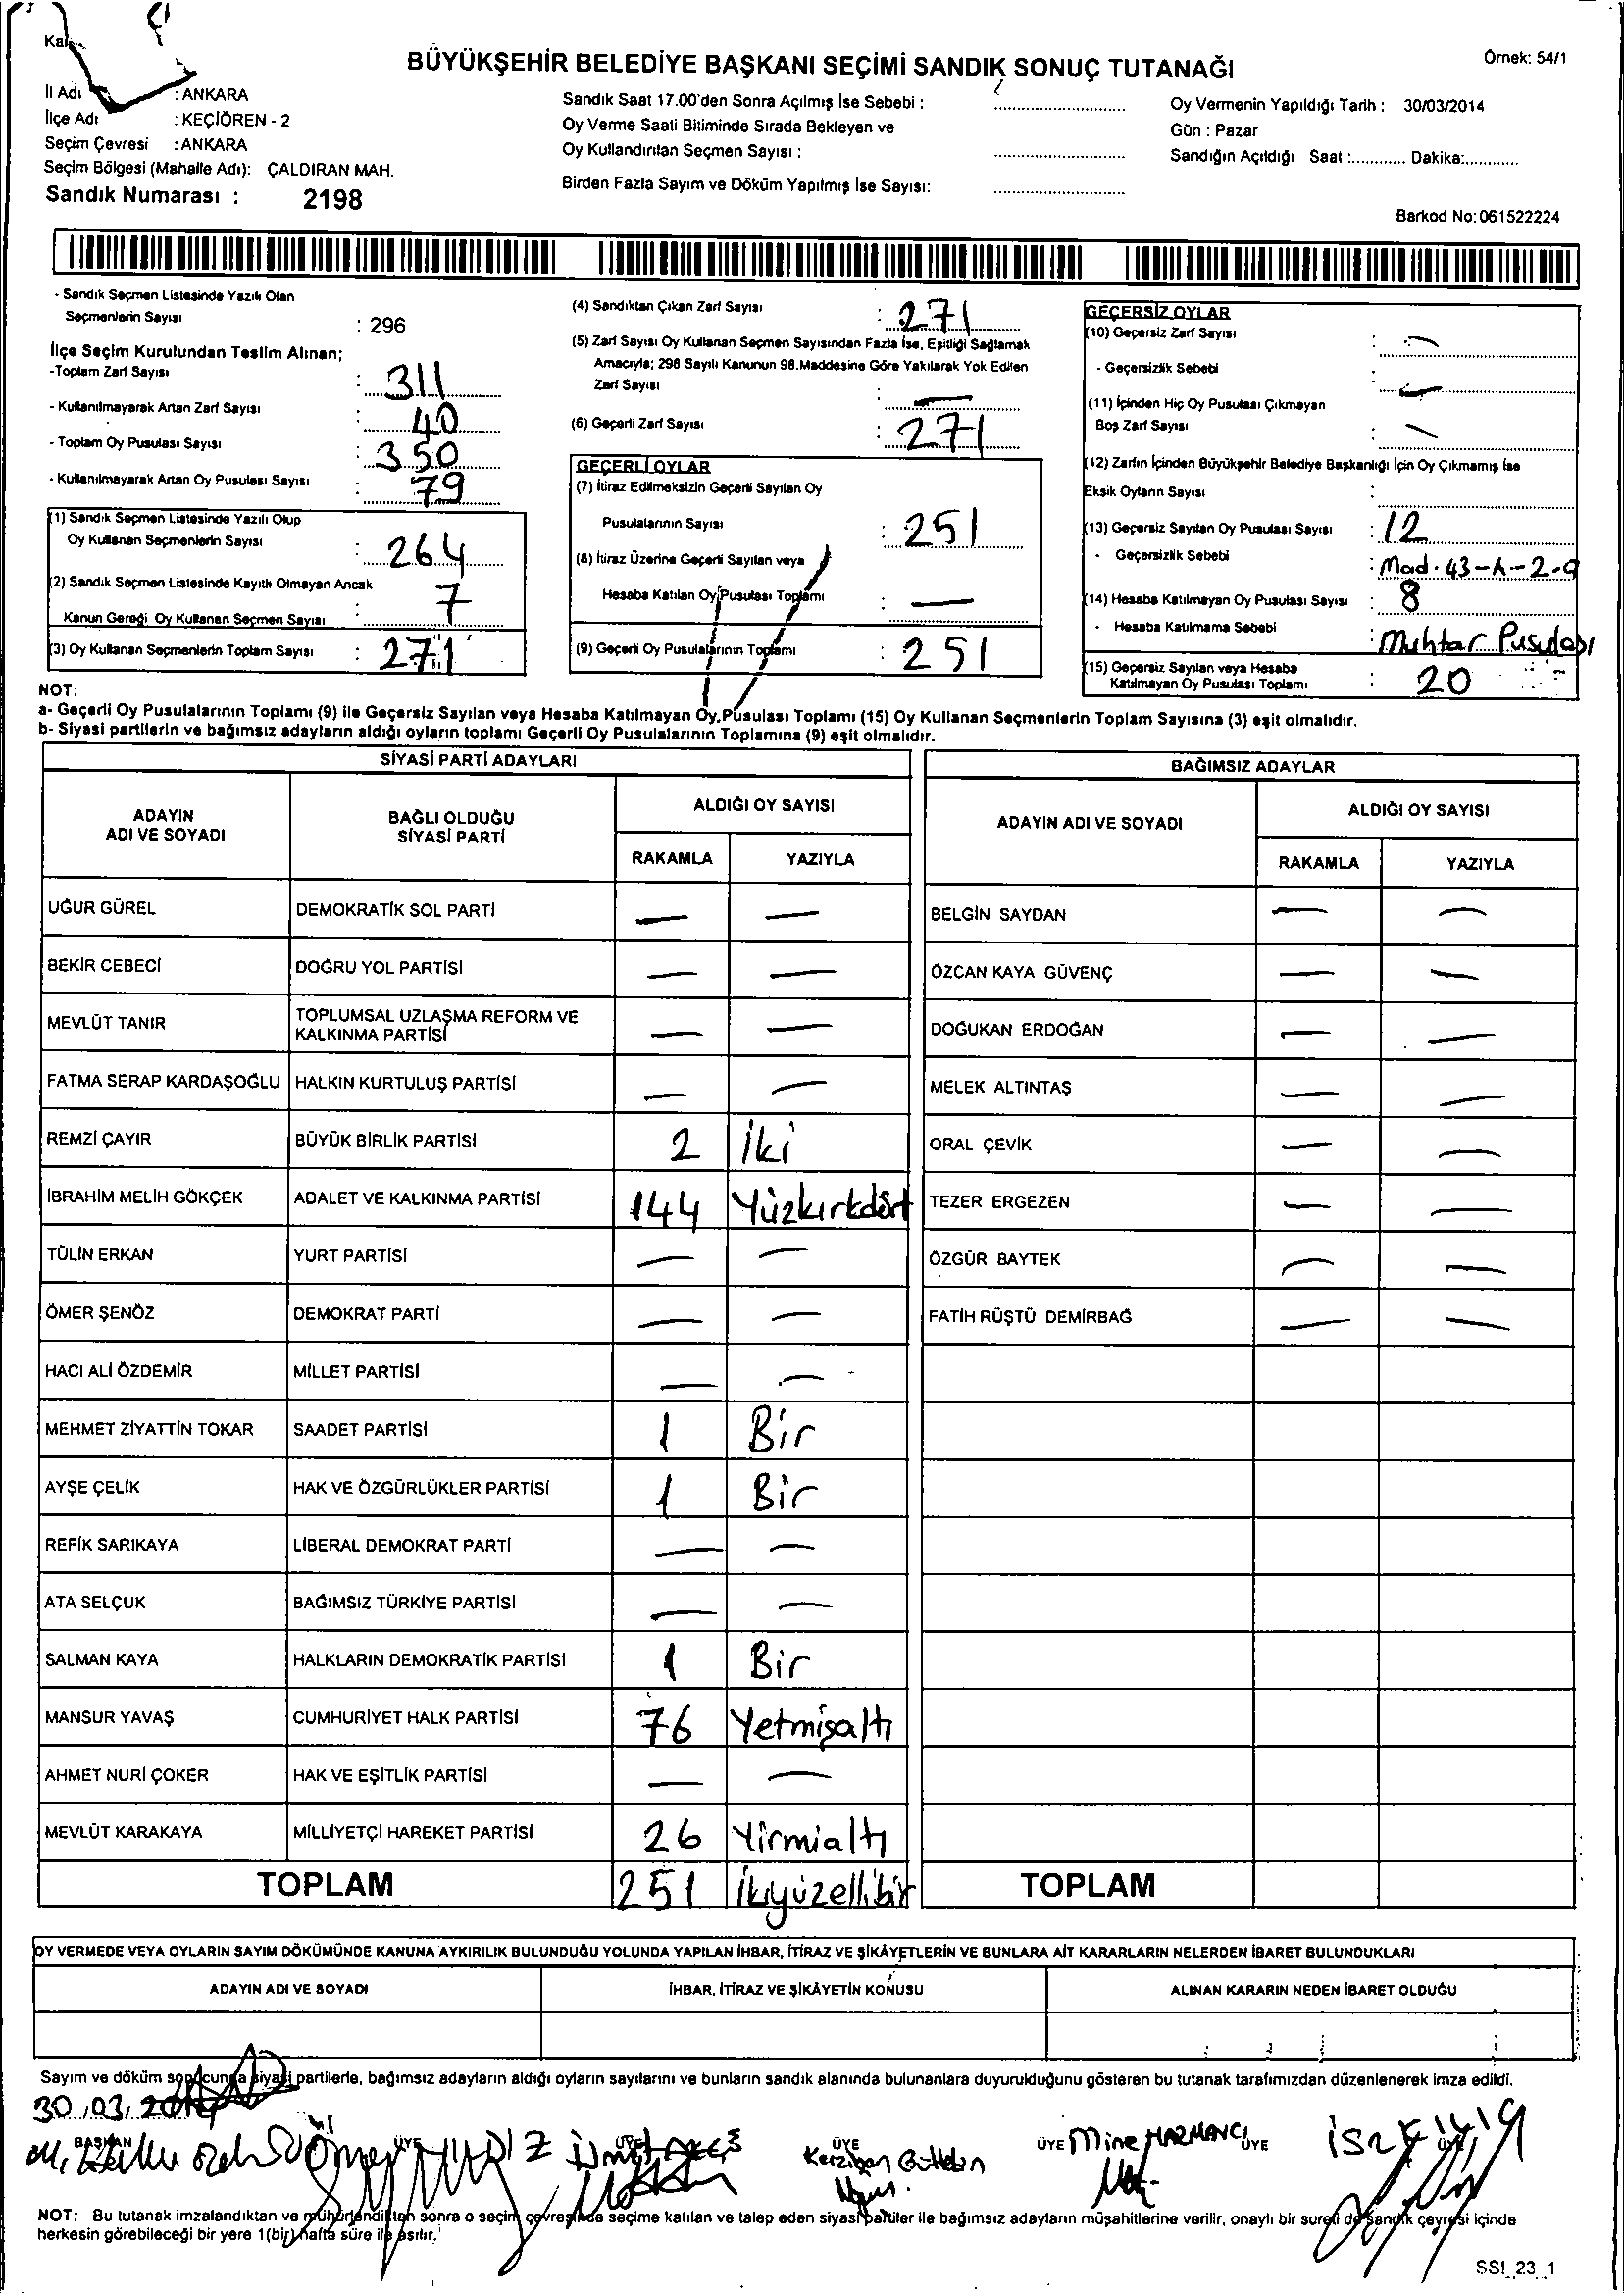 BÜYÜKŞEHİR BELEDİYE BAŞKANI SEÇİMİ SANDIK SONUÇ TUTANAĞI
Örnek: 54/1
İl Adı : ANKARA
İlçe Adı : KEÇİÖREN - 2
Seçim Çevresi : ANKARA
Seçim Bölgesi (Mahalle Adı): ÇALDIRAN MAH.
Sandık Numarası : 2198
Sandık Saat 17.00'den Sonra Açılmış İse Sebebi :
Oy Verme Saati Bitiminde Sırada Bekleyen ve
Oy Kullandırılan Seçmen Sayısı :
Birden Fazla Sayım ve Döküm Yapılmış İse Sayısı:
Oy Vermenin Yapıldığı Tarih : 30/03/2014
Gün : Pazar
Sandığın Açıldığı Saat :............ Dakika:............
Barkod No: 061522224
- Sandık Seçmen Listesinde Yazılı Olan
Seçmenlerin Sayısı : 296
İlçe Seçim Kurulundan Teslim Alınan;
-Toplam Zarf Sayısı : 311
- Kullanılmayarak Artan Zarf Sayısı : 40
- Toplam Oy Pusulası Sayısı : 350
- Kullanılmayarak Artan Oy Pusulası Sayısı : 79
(1) Sandık Seçmen Listesinde Yazılı Olup
Oy Kullanan Seçmenlerin Sayısı : 264
(2) Sandık Seçmen Listesinde Kayıtlı Olmayan Ancak
Kanun Gereği Oy Kullanan Seçmen Sayısı : 7
(3) Oy Kullanan Seçmenlerin Toplam Sayısı : 271
(4) Sandıktan Çıkan Zarf Sayısı : 271
(5) Zarf Sayısı Oy Kullanan Seçmen Sayısından Fazla İse, Eşitliği Sağlamak
Amacıyla; 298 Sayılı Kanunun 98.Maddesine Göre Yakılarak Yok Edilen
Zarf Sayısı : —
(6) Geçerli Zarf Sayısı : 271
GEÇERLİ OYLAR
(7) İtiraz Edilmeksizin Geçerli Sayılan Oy
Pusulalarının Sayısı : 251
(8) İtiraz Üzerine Geçerli Sayılan veya
Hesaba Katılan Oy Pusulası Toplamı : —
(9) Geçerli Oy Pusulalarının Toplamı : 251
GEÇERSİZ OYLAR
(10) Geçersiz Zarf Sayısı : —
- Geçersizlik Sebebi : —
(11) İçinden Hiç Oy Pusulası Çıkmayan
Boş Zarf Sayısı : —
(12) Zarfın İçinden Büyükşehir Belediye Başkanlığı İçin Oy Çıkmamış İse
Eksik Oyların Sayısı :
(13) Geçersiz Sayılan Oy Pusulası Sayısı : 12
- Geçersizlik Sebebi : Mad. 43-A-2-g
(14) Hesaba Katılmayan Oy Pusulası Sayısı : 8
- Hesaba Katılmama Sebebi : Muhtar Pusulası
(15) Geçersiz Sayılan veya Hesaba
Katılmayan Oy Pusulası Toplamı : 20
NOT:
a- Geçerli Oy Pusulalarının Toplamı (9) ile Geçersiz Sayılan veya Hesaba Katılmayan Oy Pusulası Toplamı (15) Oy Kullanan Seçmenlerin Toplam Sayısına (3) eşit olmalıdır.
b- Siyasi partilerin ve bağımsız adayların aldığı oyların toplamı Geçerli Oy Pusulalarının Toplamına (9) eşit olmalıdır.
SİYASİ PARTİ ADAYLARI
ADAYIN ADI VE SOYADI
BAĞLI OLDUĞU SİYASİ PARTİ
ALDIĞI OY SAYISI
RAKAMLA YAZIYLA
UĞUR GÜREL DEMOKRATİK SOL PARTİ — —
BEKİR CEBECİ DOĞRU YOL PARTİSİ — —
MEVLÜT TANIR TOPLUMSAL UZLAŞMA REFORM VE KALKINMA PARTİSİ — —
FATMA SERAP KARDAŞOĞLU HALKIN KURTULUŞ PARTİSİ — —
REMZİ ÇAYIR BÜYÜK BİRLİK PARTİSİ 2 İki
İBRAHİM MELİH GÖKÇEK ADALET VE KALKINMA PARTİSİ 144 Yüzkırkdört
TÜLİN ERKAN YURT PARTİSİ — —
ÖMER ŞENÖZ DEMOKRAT PARTİ — —
HACI ALİ ÖZDEMİR MİLLET PARTİSİ — —
MEHMET ZİYATTİN TOKAR SAADET PARTİSİ 1 Bir
AYŞE ÇELİK HAK VE ÖZGÜRLÜKLER PARTİSİ 1 Bir
REFİK SARIKAYA LİBERAL DEMOKRAT PARTİ — —
ATA SELÇUK BAĞIMSIZ TÜRKİYE PARTİSİ — —
SALMAN KAYA HALKLARIN DEMOKRATİK PARTİSİ 1 Bir
MANSUR YAVAŞ CUMHURİYET HALK PARTİSİ 76 Yetmişaltı
AHMET NURİ ÇOKER HAK VE EŞİTLİK PARTİSİ — —
MEVLÜT KARAKAYA MİLLİYETÇİ HAREKET PARTİSİ 26 Yirmialtı
TOPLAM 251 İkiyüzellibir
BAĞIMSIZ ADAYLAR
ADAYIN ADI VE SOYADI
ALDIĞI OY SAYISI
RAKAMLA YAZIYLA
BELGİN SAYDAN — —
ÖZCAN KAYA GÜVENÇ — —
DOĞUKAN ERDOĞAN — —
MELEK ALTINTAŞ — —
ORAL ÇEVİK — —
TEZER ERGEZEN — —
ÖZGÜR BAYTEK — —
FATİH RÜŞTÜ DEMİRBAĞ — —
TOPLAM
OY VERMEDE VEYA OYLARIN SAYIM DÖKÜMÜNDE KANUNA AYKIRILIK BULUNDUĞU YOLUNDA YAPILAN İHBAR, İTİRAZ VE ŞİKÂYETLERİN VE BUNLARA AİT KARARLARIN NELERDEN İBARET BULUNDUKLARI
ADAYIN ADI VE SOYADI
İHBAR, İTİRAZ VE ŞİKÂYETİN KONUSU
ALINAN KARARIN NEDEN İBARET OLDUĞU
Sayım ve döküm sonucunda siyasi partilerle, bağımsız adayların aldığı oyların sayılarını ve bunların sandık alanında bulunanlara duyurulduğunu gösteren bu tutanak tarafımızdan düzenlenerek imza edildi.
30.03.2014
BAŞKAN ÜYE ÜYE ÜYE ÜYE ÜYE ÜYE
Ömer YILDIZ
Mine HARMANCI
NOT: Bu tutanak imzalandıktan ve mühürlendikten sonra o seçim çevresinde seçime katılan ve talep eden siyasi partiler ile bağımsız adayların müşahitlerine verilir, onaylı bir sureti de sandık çevresi içinde
herkesin görebileceği bir yere 1(bir) hafta süre ile asılır.
SSİ_23_1